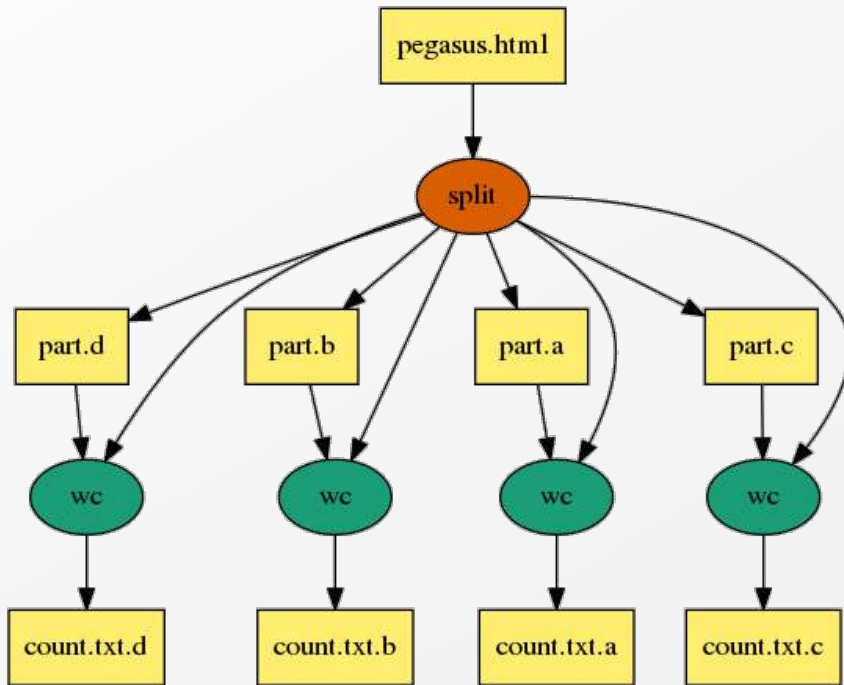 pegasus.html
split
part.d
part.b
part.a
part.c
wc
wc
wc
wc
count.txt.d
count.txt.b
count.txt.a
count.txt.c